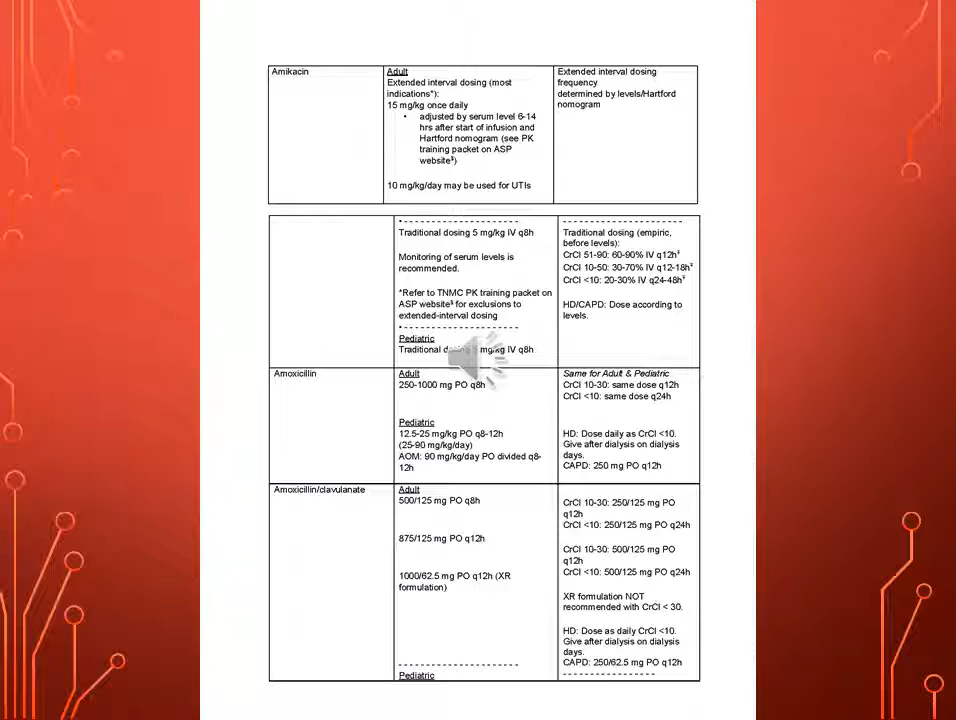 Amikacin
Adult
Extended interval dosing (most
indications*):
15 mg/kg once daily
• adjusted by serum level 6-14
hrs after start of infusion and
Hartford nomogram (see PK
training packet on ASP
website§)
10 mg/kg/day may be used for UTIs
Extended interval dosing
frequency
determined by levels/Hartford
nomogram
Traditional dosing 5 mg/kg IV q8h
Monitoring of serum levels is
recommended.
*Refer to TNMC PK training packet on
ASP website§ for exclusions to
extended-interval dosing
Pediatric
Traditional mg/kg IV q8h
Traditional dosing (empiric,
before levels):
CrCl 51-90: 60-90% IV q12h
CrCl 10-50: 30-70% IV q12-18h
CrCl <10: 20-30% IV q24-48h
HD/CAPD: Dose according to
levels.
Amoxicillin
Adult
250-1000 mg PO q8h
Pediatric
12.5-25 mg/kg PO q8-12h
(25-90 mg/kg/day)
AOM: 90 mg/kg/day PO divided q8-
12h
Same for Adult & Pediatric
CrCl 10-30: same dose q12h
CrCl <10: same dose q24h
HD: Dose daily as CrCl <10.
Give after dialysis on dialysis
days.
CAPD: 250 mg PO q12h
Amoxicillin/clavulanate
Adult
500/125 mg PO q8h
875/125 mg PO q12h
1000/62.5 mg PO q12h (XR
formulation)
Pediatric
CrCl 10-30: 250/125 mg PO
q12h
CrCl <10: 250/125 mg PO q24h
CrCl 10-30: 500/125 mg PO
q12h
CrCl <10: 500/125 mg PO q24h
XR formulation NOT
recommended with CrCl < 30.
HD: Dose as daily CrCl <10.
Give after dialysis on dialysis
days.
CAPD: 250/62.5 mg PO q12h